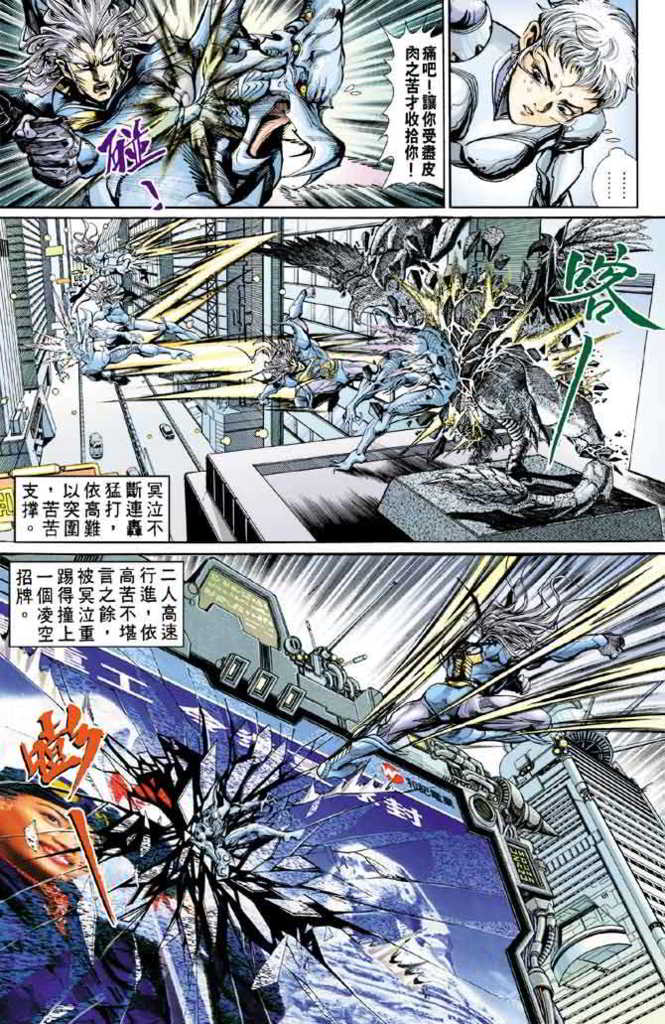 痛吧！讓你受盡皮
肉之苦才收拾你！
⋯⋯
碰！
喀
冥泣不
斷連轟
猛打，
依高難
以突圍
，苦苦
支撐。
二人高速
行進，依
高苦不堪
言之餘，
被冥泣重
踢得撞上
一個凌空
招牌。
重工
封